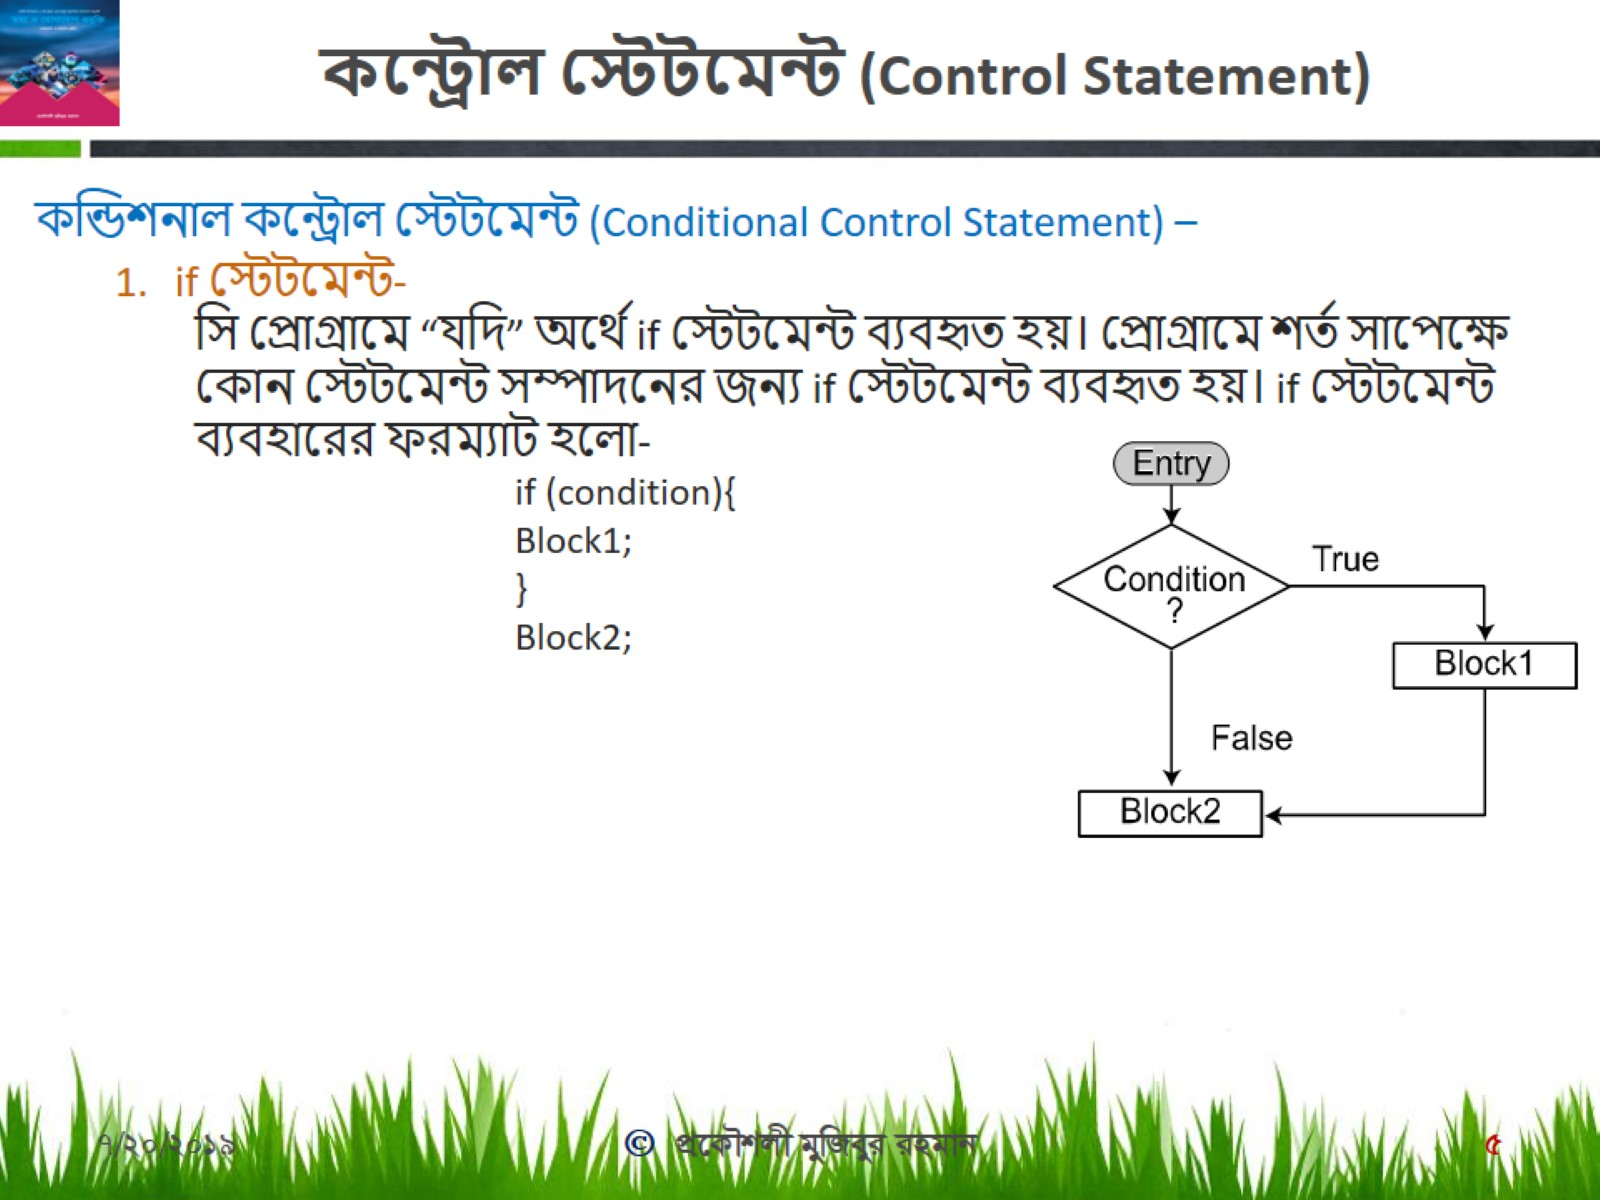 কন্ট্রোল স্টেটমেন্ট (Control Statement)
কন্ডিশনাল কন্ট্রোল স্টেটমেন্ট (Conditional Control Statement) –
1. if স্টেটমেন্ট-
সি প্রোগ্রামে “যদি” অর্থে if স্টেটমেন্ট ব্যবহৃত হয়। প্রোগ্রামে শর্ত সাপেক্ষে
কোন স্টেটমেন্ট সম্পাদনের জন্য if স্টেটমেন্ট ব্যবহৃত হয়। if স্টেটমেন্ট
ব্যবহারের ফরম্যাট হলো-
if (condition){
Block1;
}
Block2;
Entry
Condition
?
True
Block1
False
Block2
৭/২০/২০১৯
© প্রকৌশলী মুজিবুর রহমান
৫